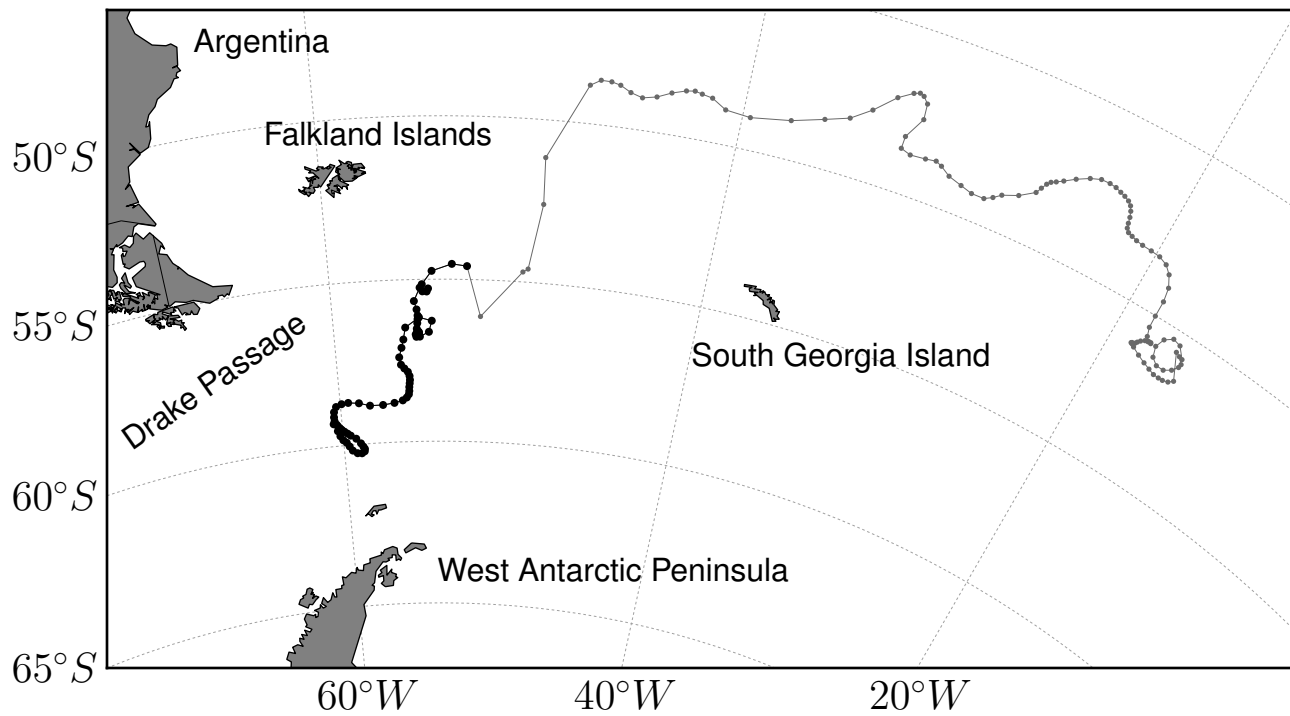 Argentina
Falkland Islands
50°S
55°S
Drake Passage
South Georgia Island
60°S
West Antarctic Peninsula
65°S
60°W
40°W
20°W